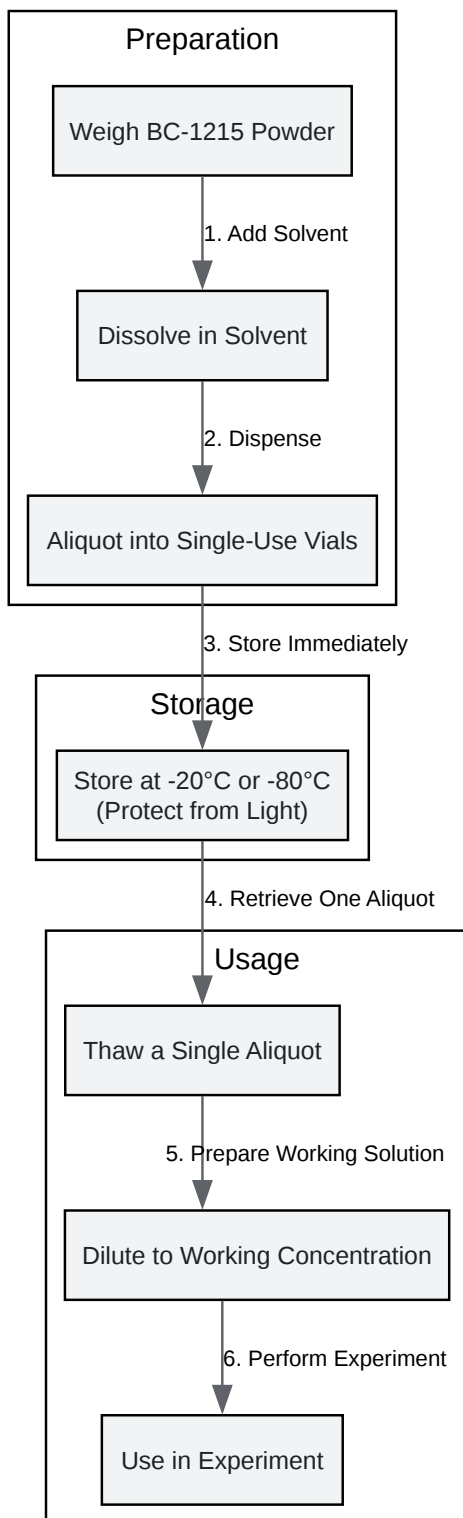 Preparation
Weigh BC-1215 Powder
1. Add Solvent
Dissolve in Solvent
2. Dispense
Aliquot into Single-Use Vials
3. Store Immediately
Storage
Store at -20°C or -80°C
(Protect from Light)
4. Retrieve One Aliquot
Usage
Thaw a Single Aliquot
5. Prepare Working Solution
Dilute to Working Concentration
6. Perform Experiment
Use in Experiment